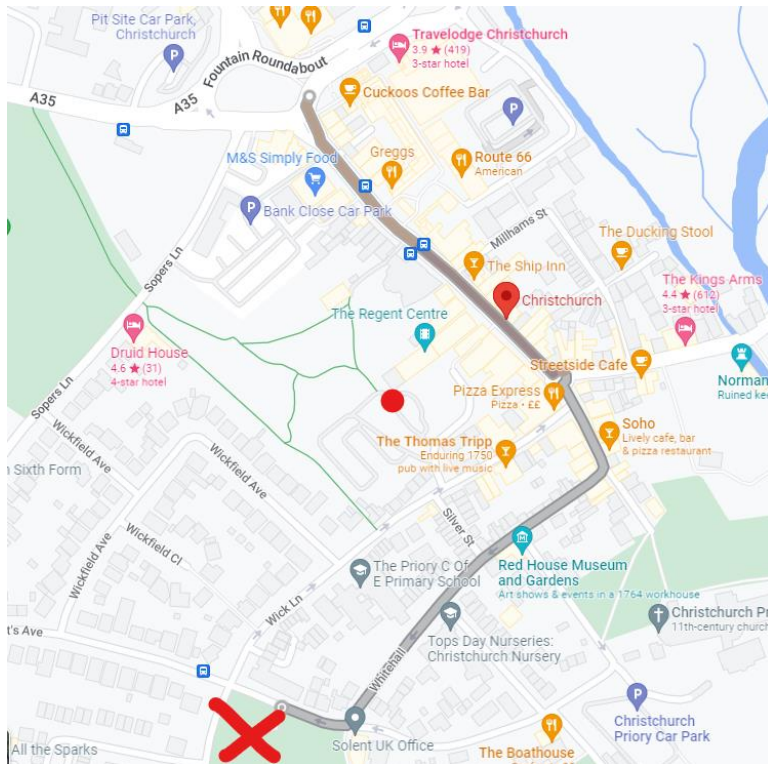 Pit Site Car Park,
Christchurch
P
Fountain Roundabout
Travelodge Christchurch
3.9 ★ (419)
3-star hotel
A35
A35
Cuckoos Coffee Bar
P
M&S Simply Food
Greggs
Route 66
American
P
Bank Close Car Park
Millhams St
The Ducking Stool
Sopers Ln
The Ship Inn
The Kings Arms
4.4 ★ (612)
3-star hotel
Christchurch
The Regent Centre
Druid House
4.6 ★ (31)
4-star hotel
Streetside Cafe
Norman
Ruined kee
Sopers Ln
Pizza Express
Pizza • ££
Soho
Lively cafe, bar
& pizza restaurant
The Thomas Tripp
Enduring 1750
pub with live music
Wickfield Ave
n Sixth Form
Wickfield Ave
Silver St
Wickfield Cl
Wickfield Ave
The Priory C Of
E Primary School
Red House Museum
and Gardens
Art shows & events in a 1764 workhouse
Wick Ln
Christchurch Pr
11th-century church
t's Ave
Tops Day Nurseries:
Christchurch Nursery
Whitehall
P
Christchurch
Priory Car Park
Solent UK Office
All the Sparks
The Boathouse